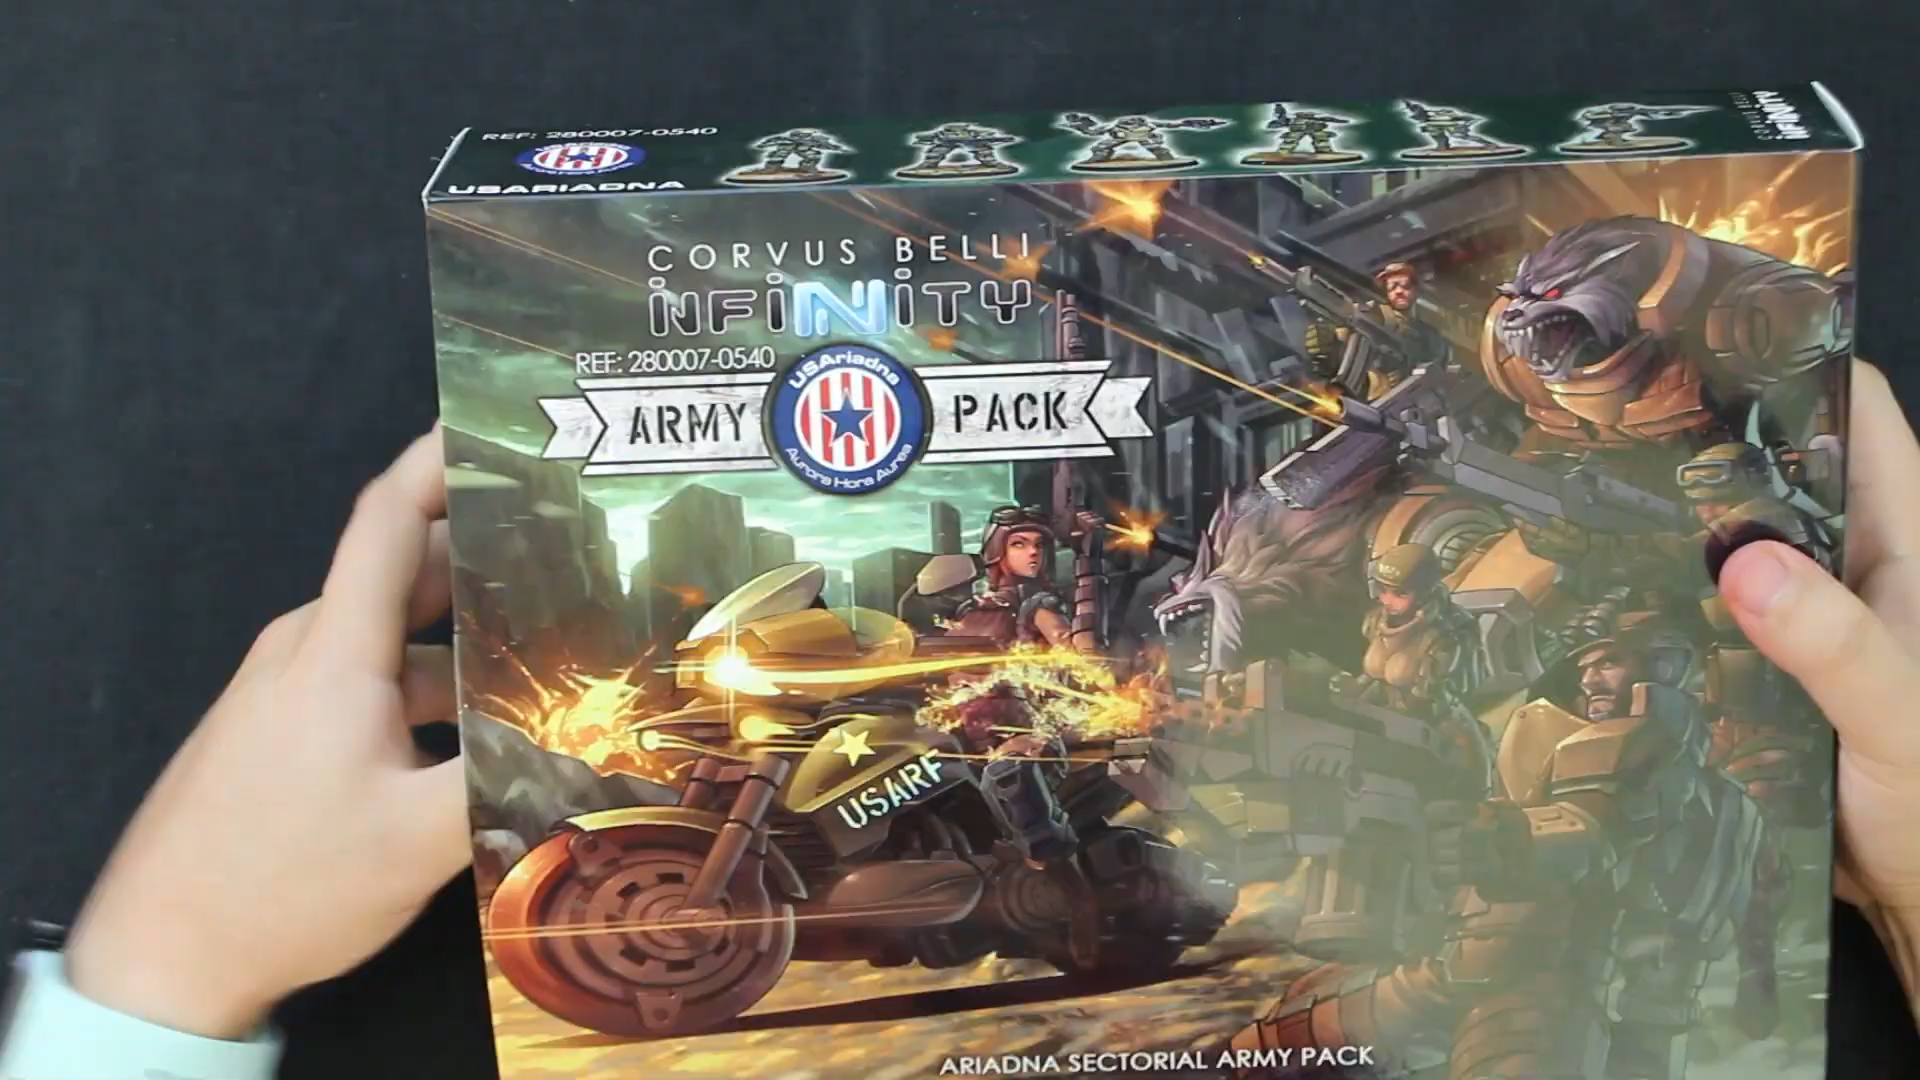 REF: 280007-0540
USARIADNA
INFINITY
CORVUS BELLI
INFINITY
REF: 280007-0540
ARMY PACK
USAriadna
Aurora Hora Aurea
USARF
ARIADNA SECTORIAL ARMY PACK